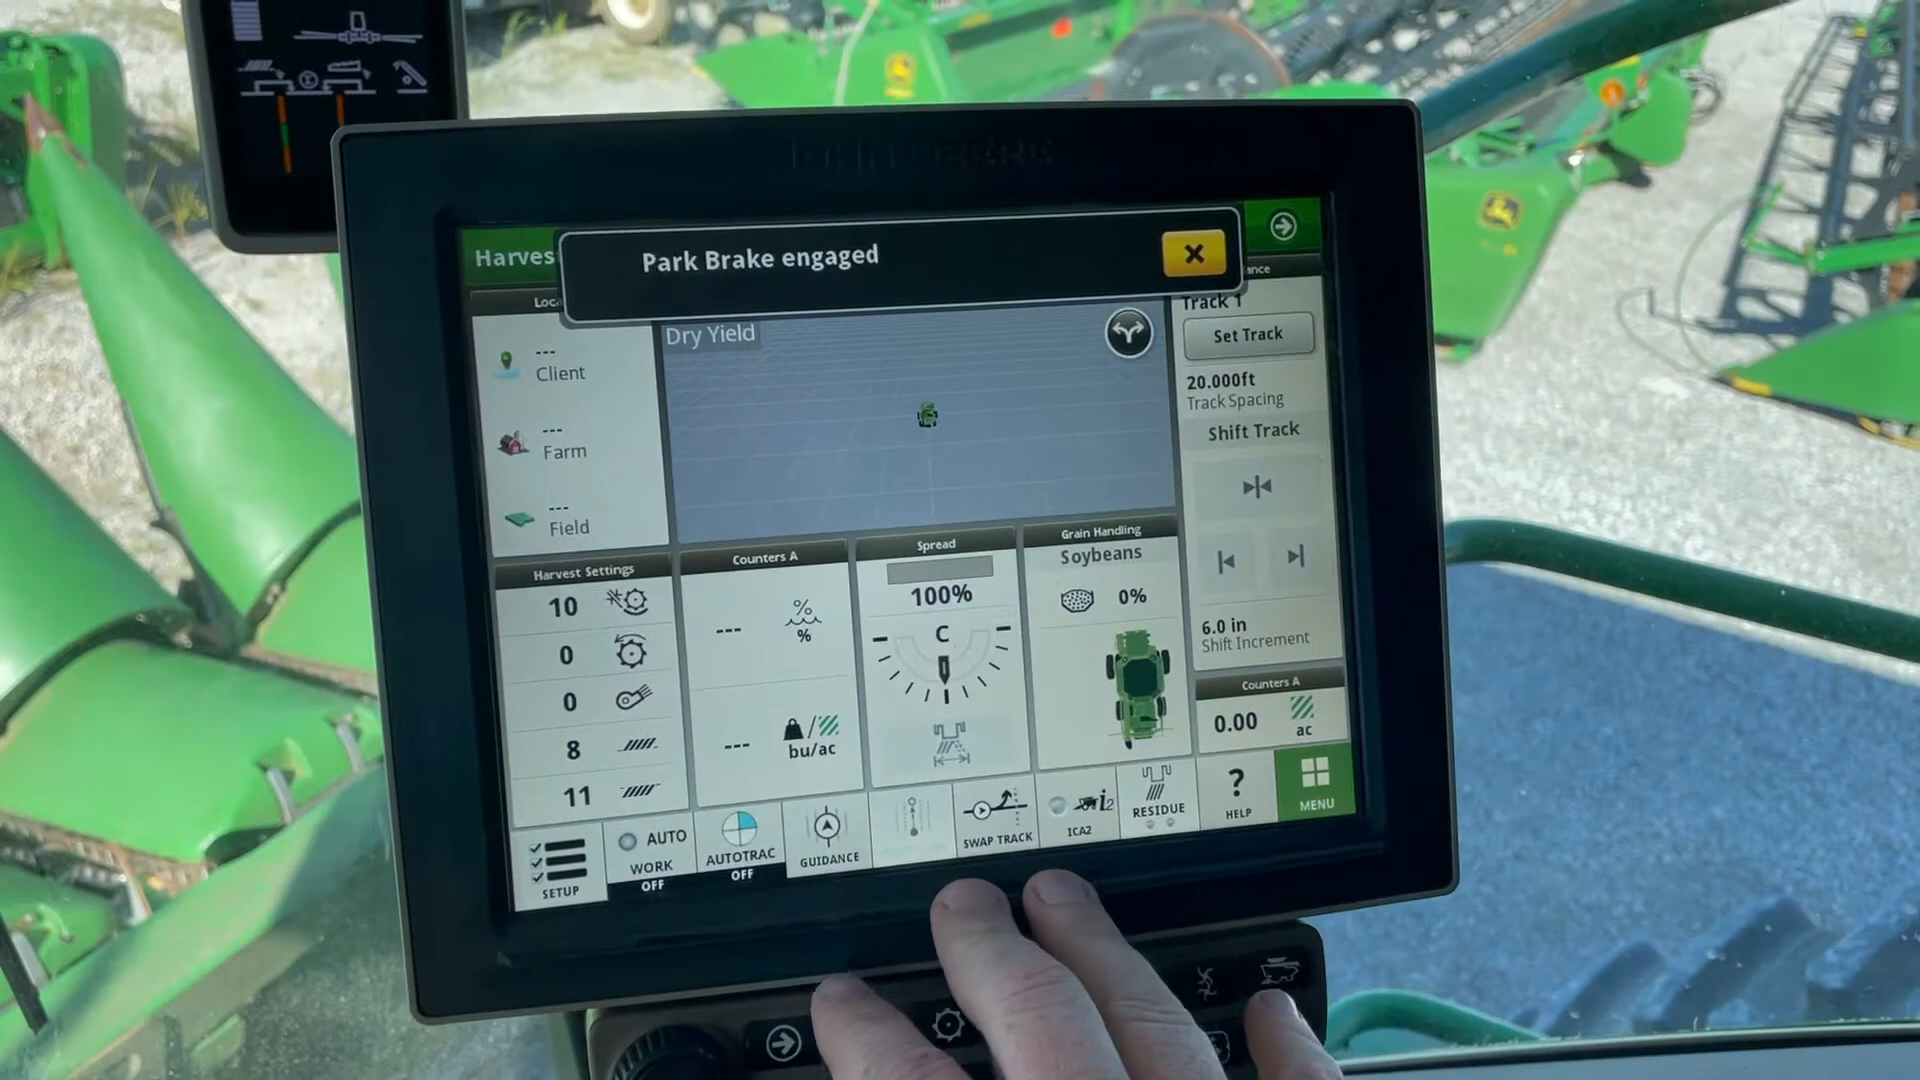 JOHN DEERE
Harves
Park Brake engaged
ance
Loca
Dry Yield
Track 1
Set Track
---
Client
20.000ft
Track Spacing
---
Farm
Shift Track
---
Field
6.0 in
Shift Increment
Harvest Settings
10
0
0
8
11
Counters A
---
%
%
---
bu/ac
Spread
100%
C
Grain Handling
Soybeans
0%
Counters A
0.00
ac
SETUP
AUTO
WORK
OFF
AUTOTRAC
OFF
GUIDANCE
SWAP TRACK
i2
ICA2
RESIDUE
?
HELP
MENU